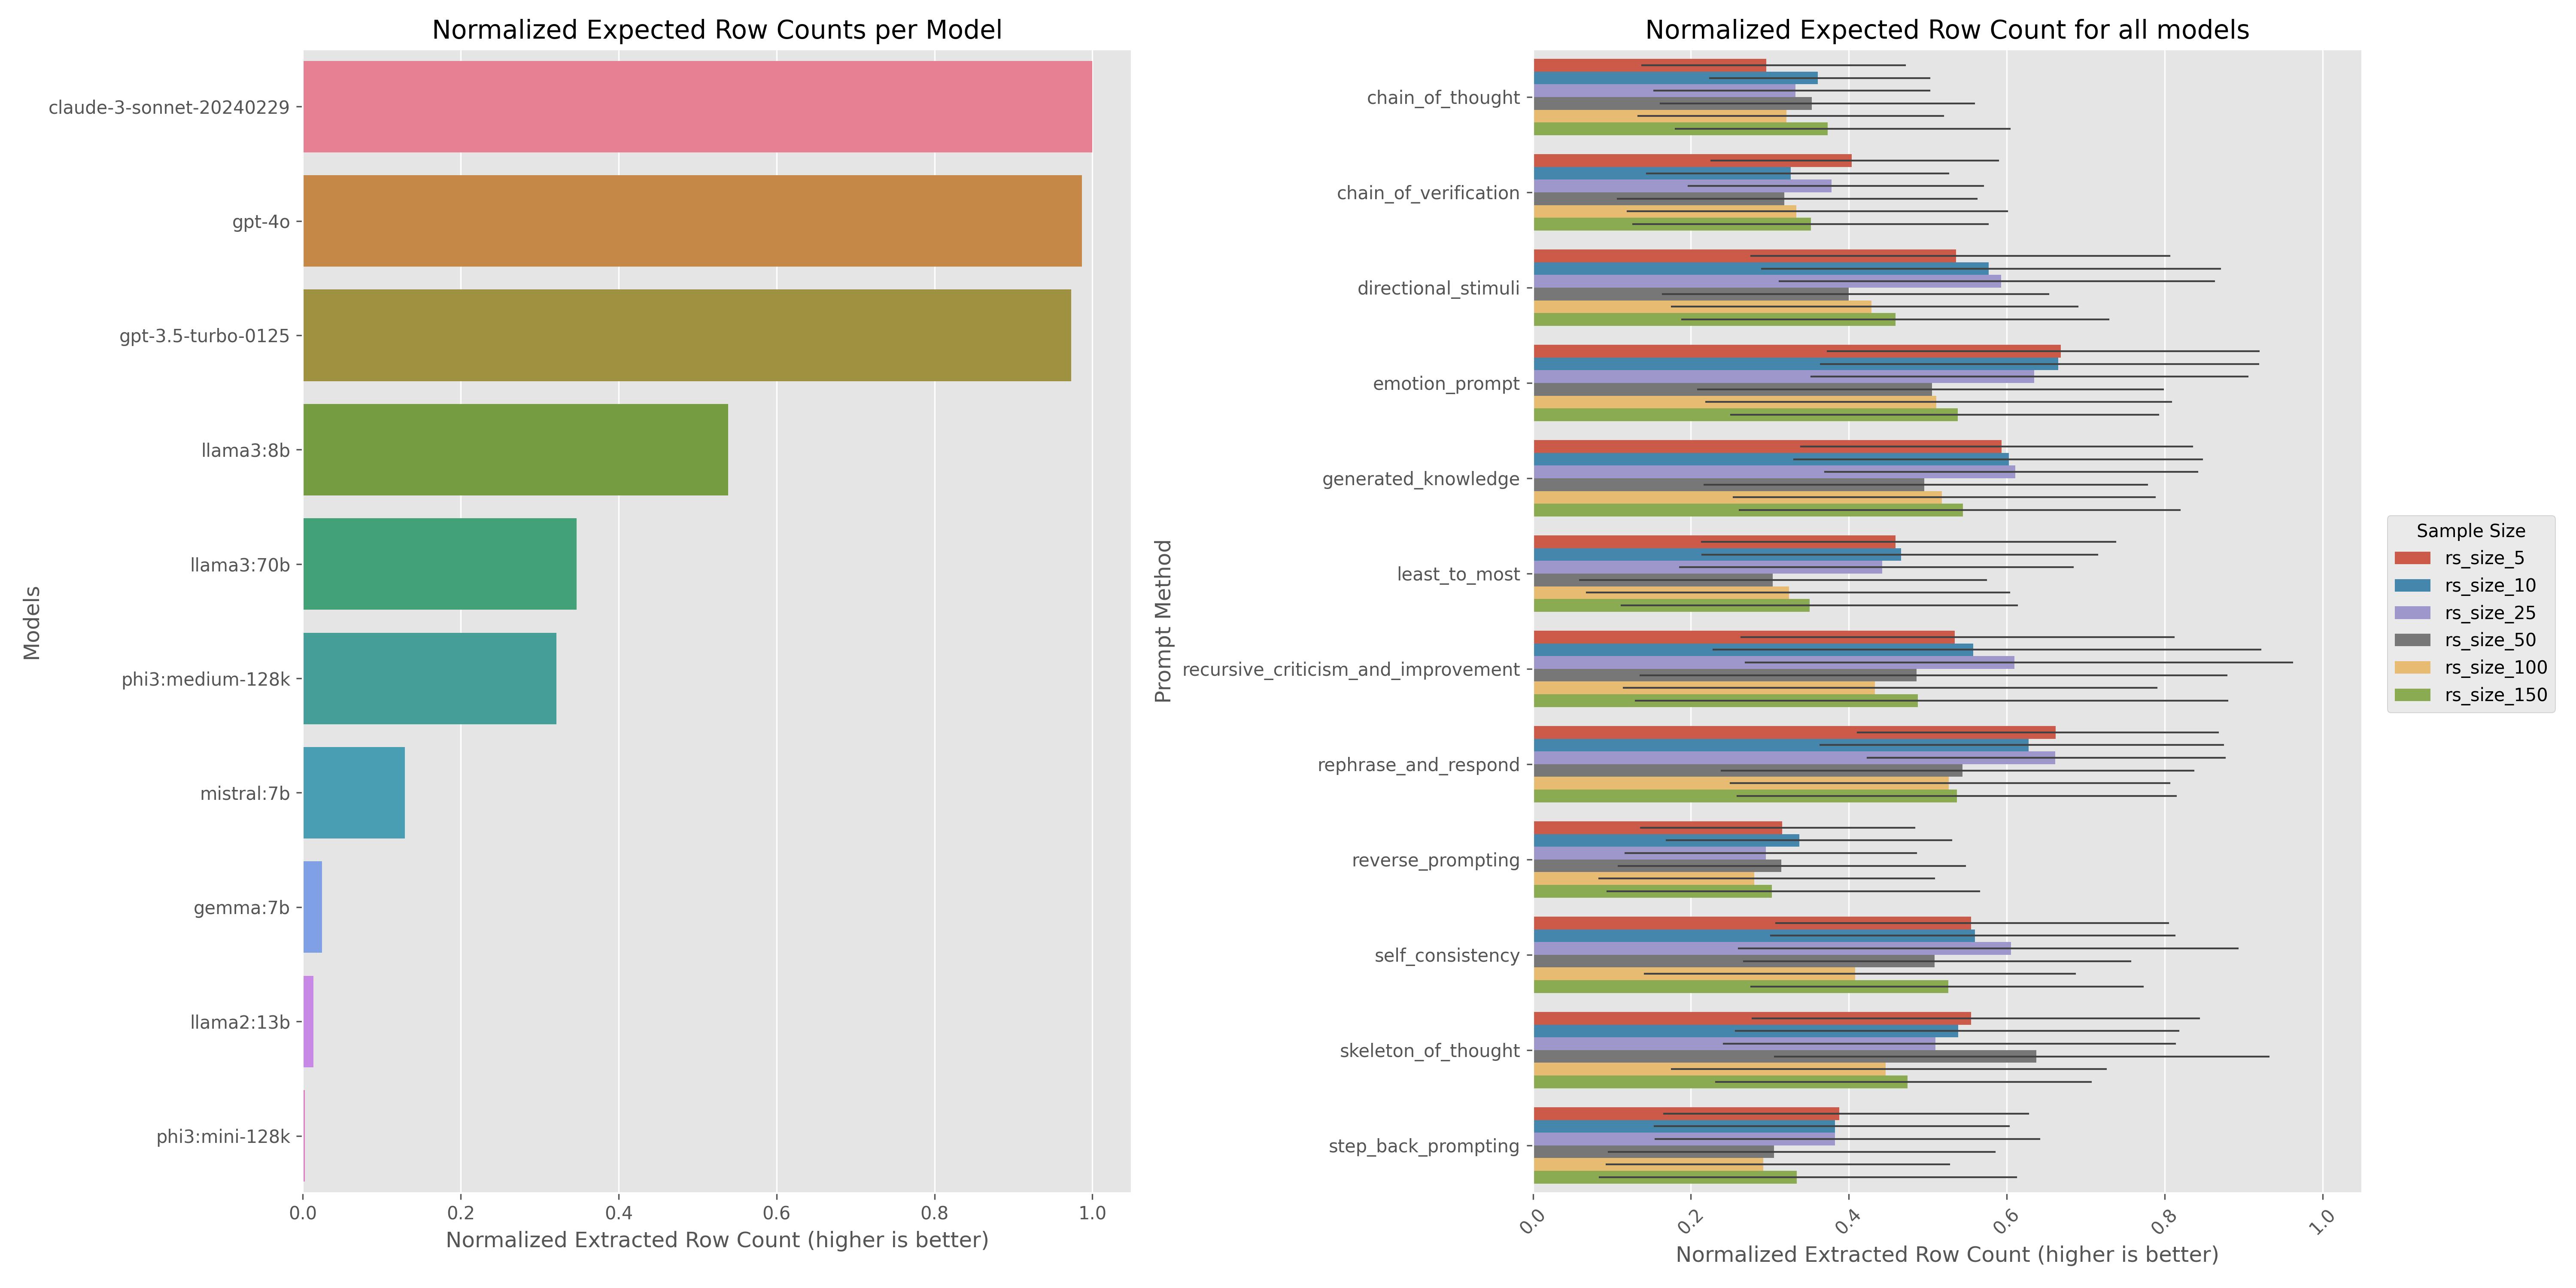 Normalized Expected Row Counts per Model
Models
claude-3-sonnet-20240229
gpt-4o
gpt-3.5-turbo-0125
llama3:8b
llama3:70b
phi3:medium-128k
mistral:7b
gemma:7b
llama2:13b
phi3:mini-128k
0.0 0.2 0.4 0.6 0.8 1.0
Normalized Extracted Row Count (higher is better)
Normalized Expected Row Count for all models
Prompt Method
chain_of_thought
chain_of_verification
directional_stimuli
emotion_prompt
generated_knowledge
least_to_most
recursive_criticism_and_improvement
rephrase_and_respond
reverse_prompting
self_consistency
skeleton_of_thought
step_back_prompting
0.0 0.2 0.4 0.6 0.8 1.0
Normalized Extracted Row Count (higher is better)
Sample Size
rs_size_5
rs_size_10
rs_size_25
rs_size_50
rs_size_100
rs_size_150